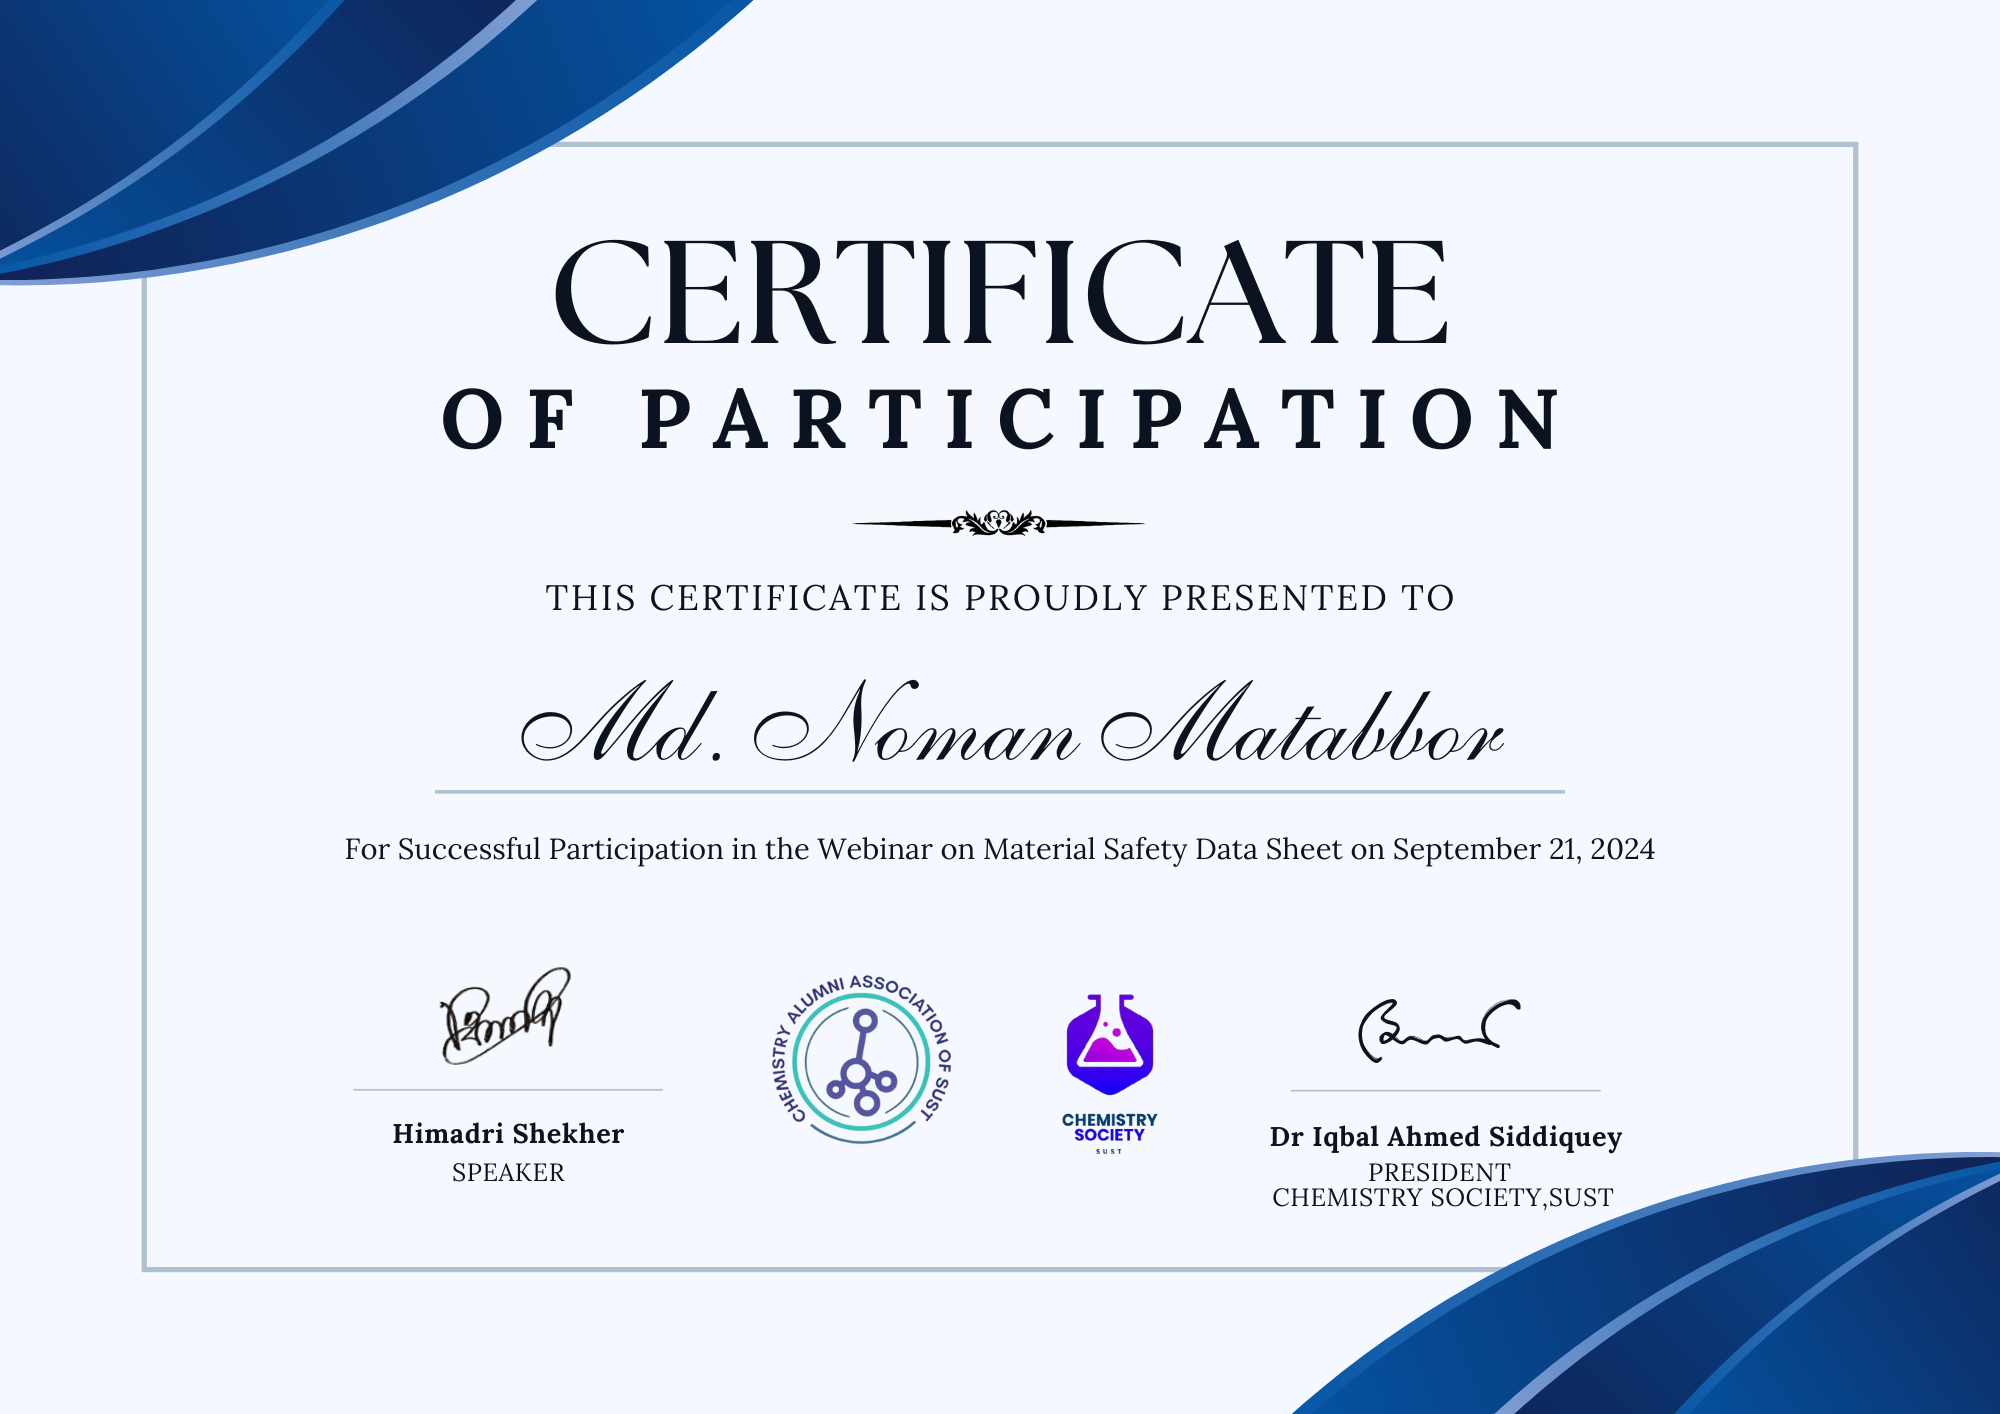 CERTIFICATE
OF PARTICIPATION
THIS CERTIFICATE IS PROUDLY PRESENTED TO
Md. Noman Matabbor
For Successful Participation in the Webinar on Material Safety Data Sheet on September 21, 2024
CHEMISTRY ALUMNI ASSOCIATION OF SUST
CHEMISTRY
SOCIETY
SUST
Himadri Shekher
SPEAKER
Dr Iqbal Ahmed Siddiquey
PRESIDENT
CHEMISTRY SOCIETY,SUST